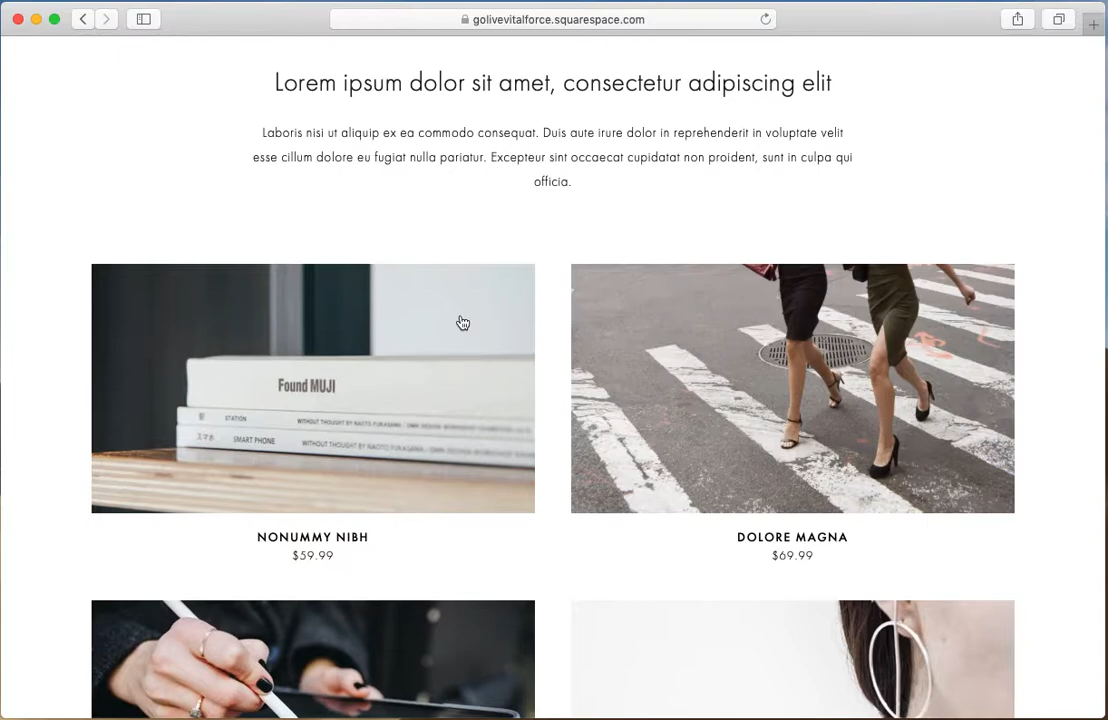 golivevitalforce.squarespace.com
Lorem ipsum dolor sit amet, consectetur adipiscing elit
Laboris nisi ut aliquip ex ea commodo consequat. Duis aute irure dolor in reprehenderit in voluptate velit
esse cillum dolore eu fugiat nulla pariatur. Excepteur sint occaecat cupidatat non proident, sunt in culpa qui
officia.
Found MUJI
STATION WITHOUT THOUGHT BY NAOTO FUKASAWA
スマホ SMART PHONE WITHOUT THOUGHT BY NAOTO FUKASAWA
NONUMMY NIBH
$59.99
DOLORE MAGNA
$69.99